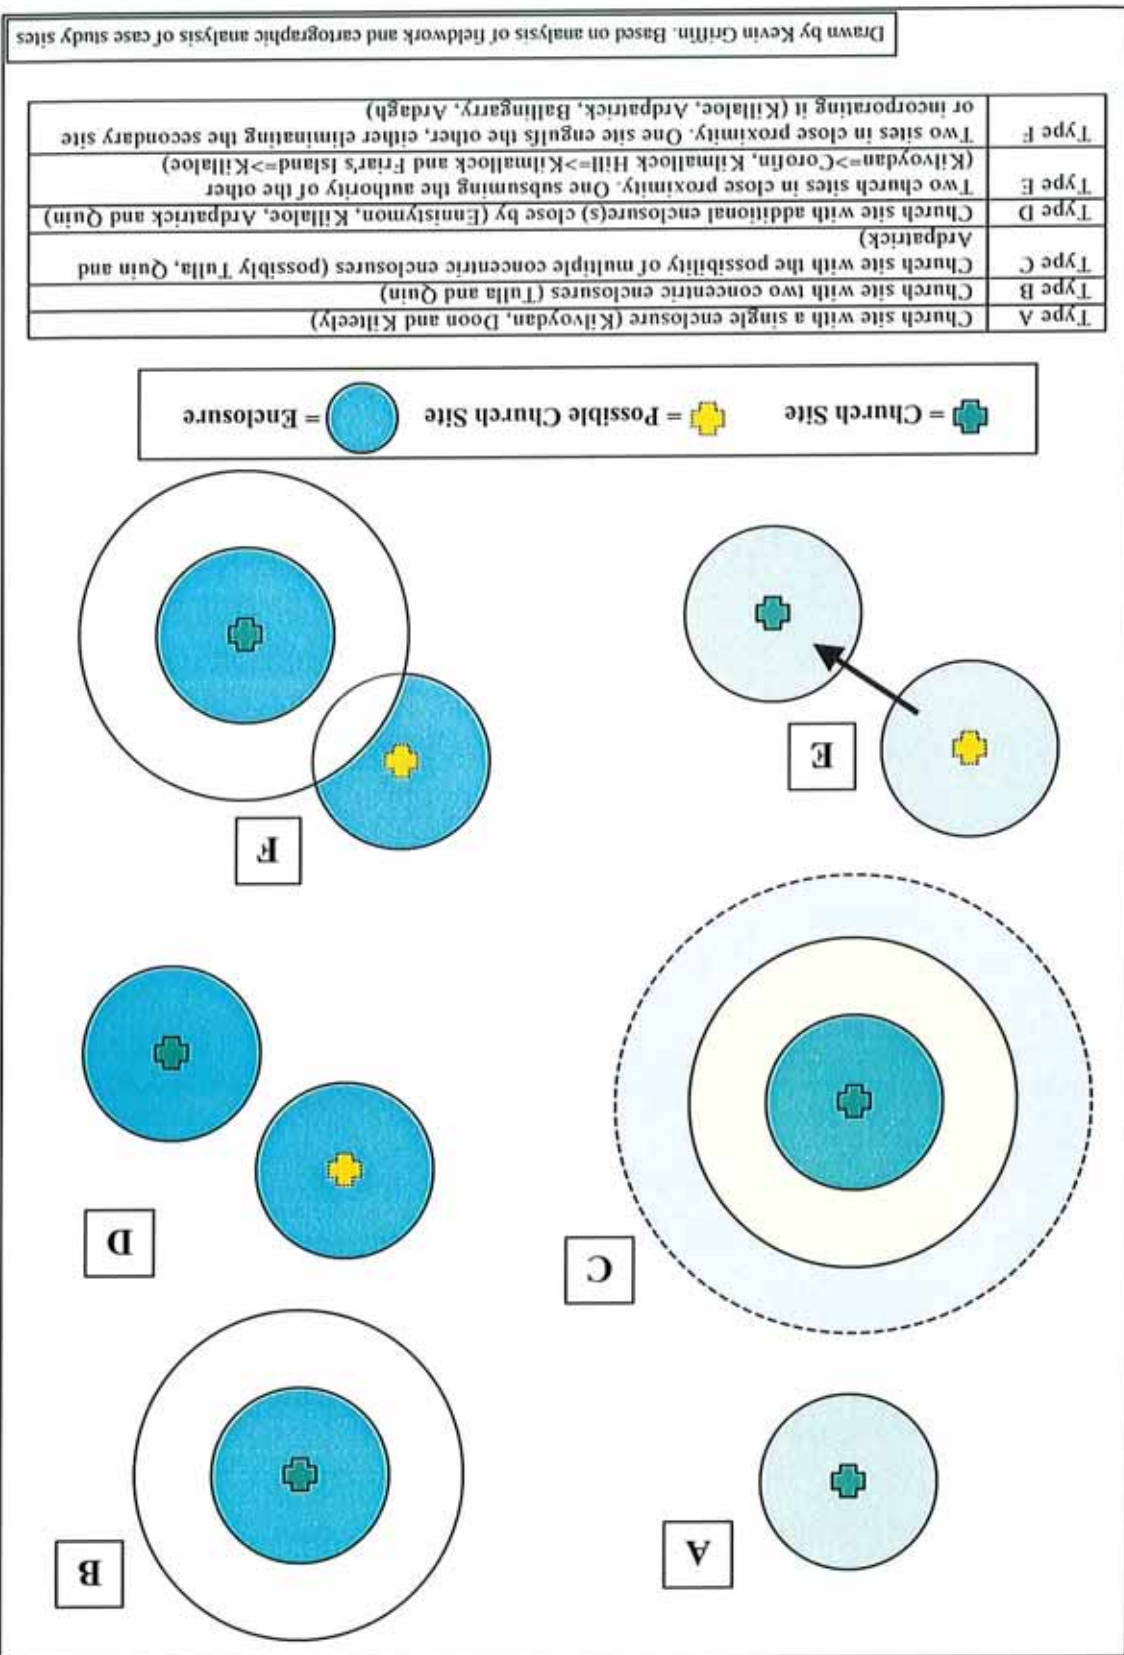 A
B
C
D
E
F
= Church Site
= Possible Church Site
= Enclosure
Type A Church site with a single enclosure (Kilvoydan, Doon and Kilteely)
Type B Church site with two concentric enclosures (Tulla and Quin)
Type C Church site with the possibility of multiple concentric enclosures (possibly Tulla, Quin and
Ardpatrick)
Type D Church site with additional enclosure(s) close by (Ennistymon, Killaloe, Ardpatrick and Quin)
Type E Two church sites in close proximity. One subsuming the authority of the other
(Kilvoydan=>Corofin, Kilmallock Hill=>Kilmallock and Friar's Island=>Killaloe)
Type F Two sites in close proximity. One site engulfs the other, either eliminating the secondary site
or incorporating it (Killaloe, Ardpatrick, Ballingarry, Ardagh)
Drawn by Kevin Griffin. Based on analysis of fieldwork and cartographic analysis of case study sites